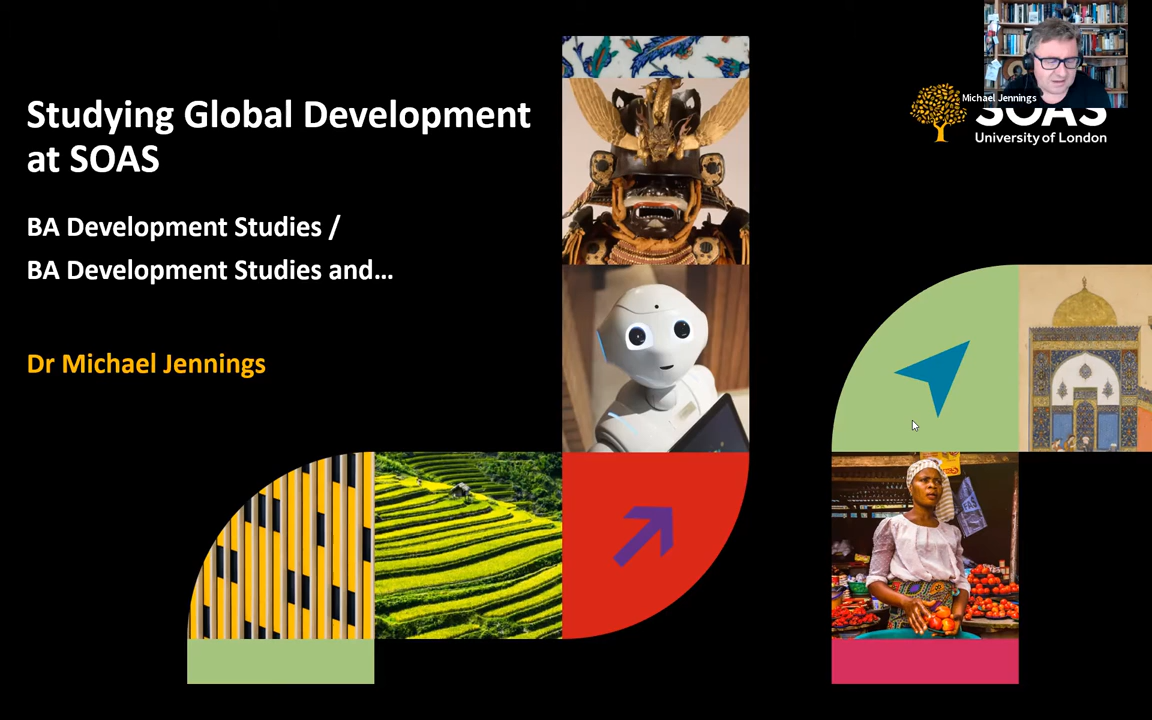 Studying Global Development
at SOAS
BA Development Studies /
BA Development Studies and...
Dr Michael Jennings
Michael Jennings
SOAS
University of London